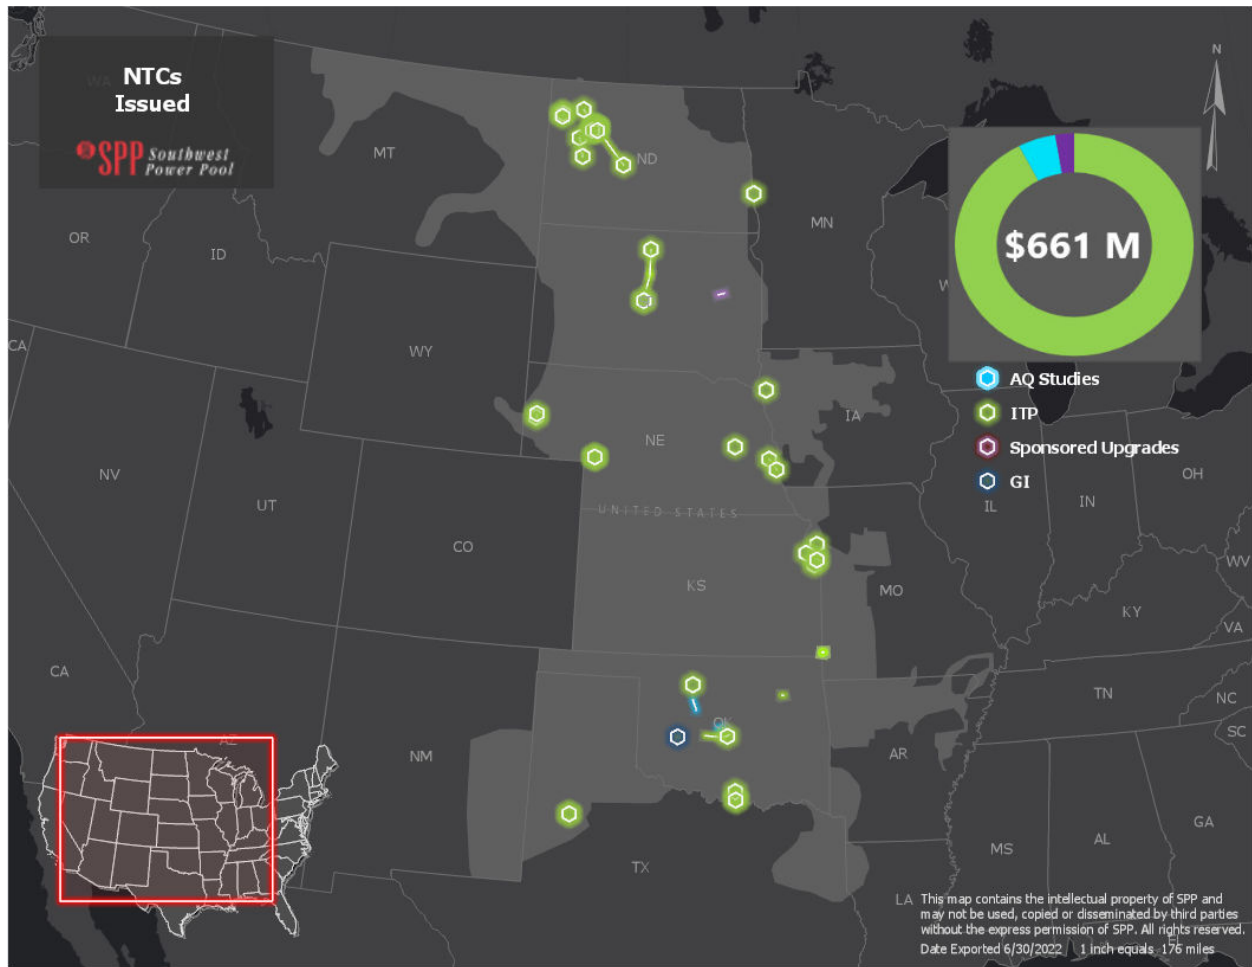 NTCs
Issued
SPP Southwest
Power Pool
N
WA
MT
ND
MN
OR
ID
$661 M
WY
CA
AQ Studies
ITP
IA
NE
Sponsored Upgrades
NV
OH
GI
UT
UNITED STATES
IL
IN
CO
WV
KS
MO
KY
VA
CA
TN
NC
OK
SC
AZ
NM
AR
GA
MS
AL
TX
LA
This map contains the intellectual property of SPP and
may not be used, copied or disseminated by third parties
without the express permission of SPP. All rights reserved.
Date Exported 6/30/2022 1 inch equals 176 miles